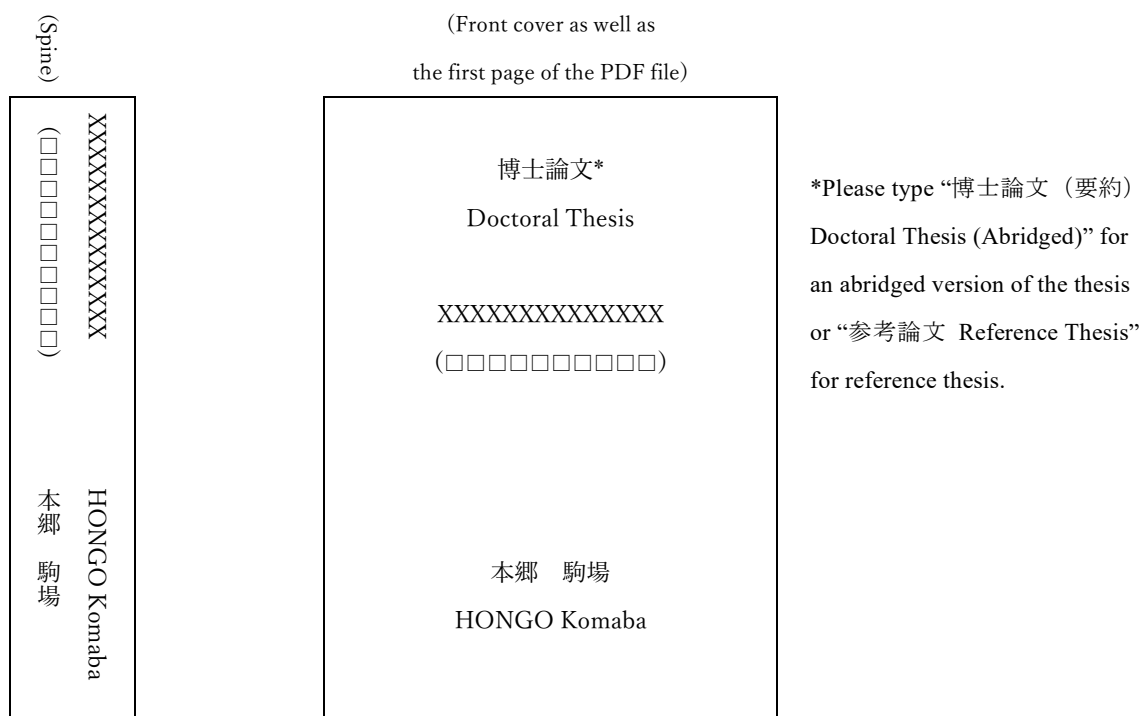 (Spine)
XXXXXXXXXXXXXX
(□□□□□□□□□□)
HONGO Komaba
本郷　駒場
(Front cover as well as
the first page of the PDF file)
博士論文*
Doctoral Thesis
XXXXXXXXXXXXXX
(□□□□□□□□□□)
本郷　駒場
HONGO Komaba
*Please type “博士論文（要約）
Doctoral Thesis (Abridged)” for
an abridged version of the thesis
or “参考論文 Reference Thesis”
for reference thesis.